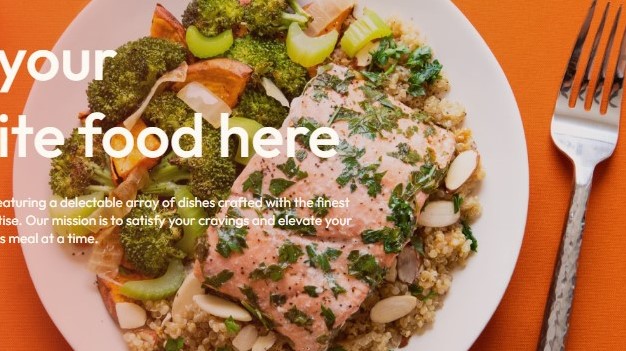 your
ite food here
eaturing a delectable array of dishes crafted with the finest
tise. Our mission is to satisfy your cravings and elevate your
s meal at a time.